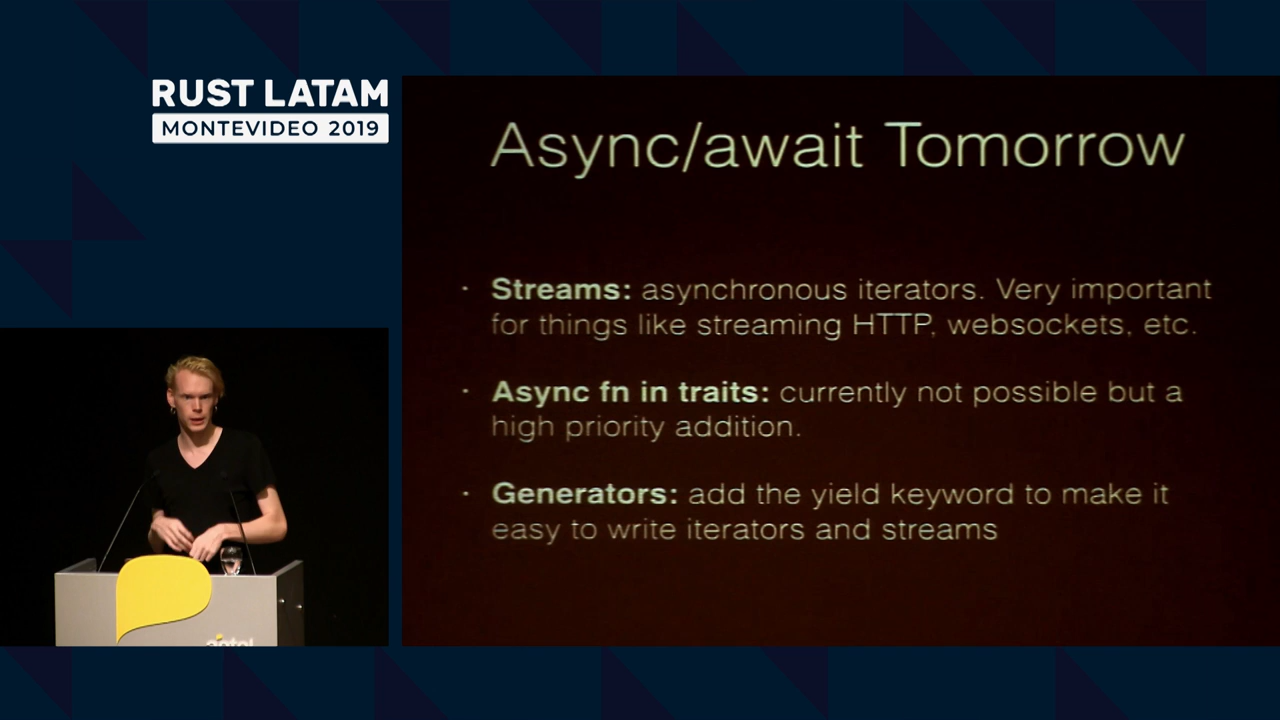 RUST LATAM
MONTEVIDEO 2019
Async/await Tomorrow
· Streams: asynchronous iterators. Very important
for things like streaming HTTP, websockets, etc.
· Async fn in traits: currently not possible but a
high priority addition.
· Generators: add the yield keyword to make it
easy to write iterators and streams